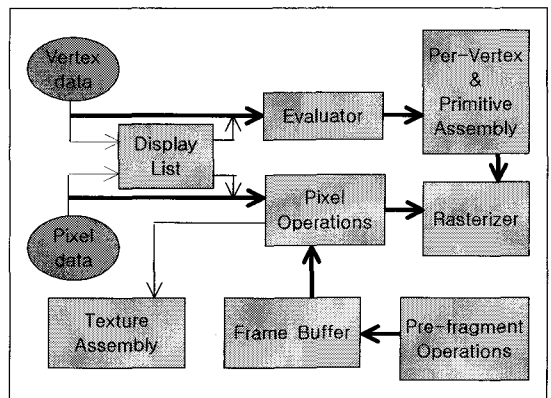 Vertex
data
Display
List
Evaluator
Per-Vertex
&
Primitive
Assembly
Pixel
data
Pixel
Operations
Rasterizer
Texture
Assembly
Frame Buffer
Pre-fragment
Operations